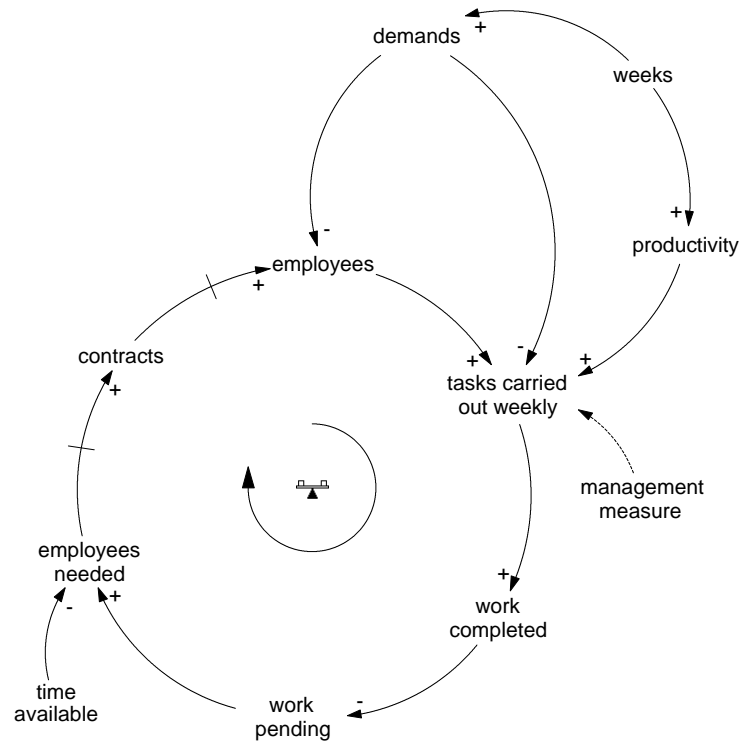 demands
+
weeks
+
productivity
-
employees
+
contracts
+
+
-
+
tasks carried
out weekly
management
measure
employees
needed
+
-
+
work
completed
time
available
work
pending
-